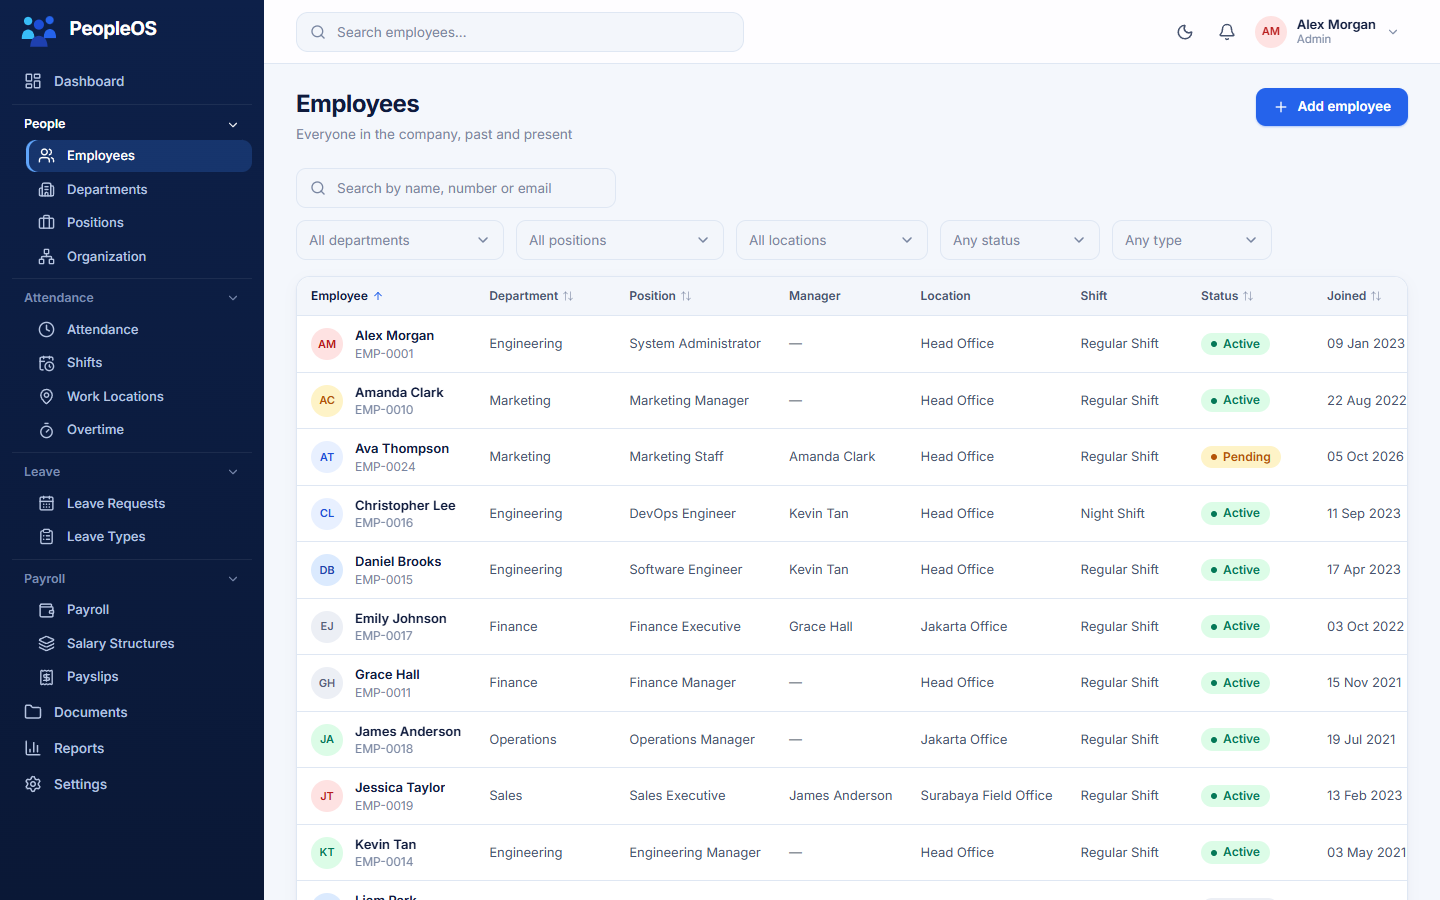 PeopleOS
Search employees...
AM
Alex Morgan
Admin
Dashboard
People
Employees
Departments
Positions
Organization
Attendance
Attendance
Shifts
Work Locations
Overtime
Leave
Leave Requests
Leave Types
Payroll
Payroll
Salary Structures
Payslips
Documents
Reports
Settings
Employees
Everyone in the company, past and present
Add employee
Search by name, number or email
All departments All positions All locations Any status Any type
Employee Department Position Manager Location Shift Status Joined
AM Alex Morgan EMP-0001 Engineering System Administrator — Head Office Regular Shift Active 09 Jan 2023
AC Amanda Clark EMP-0010 Marketing Marketing Manager — Head Office Regular Shift Active 22 Aug 2022
AT Ava Thompson EMP-0024 Marketing Marketing Staff Amanda Clark Head Office Regular Shift Pending 05 Oct 2026
CL Christopher Lee EMP-0016 Engineering DevOps Engineer Kevin Tan Head Office Night Shift Active 11 Sep 2023
DB Daniel Brooks EMP-0015 Engineering Software Engineer Kevin Tan Head Office Regular Shift Active 17 Apr 2023
EJ Emily Johnson EMP-0017 Finance Finance Executive Grace Hall Jakarta Office Regular Shift Active 03 Oct 2022
GH Grace Hall EMP-0011 Finance Finance Manager — Head Office Regular Shift Active 15 Nov 2021
JA James Anderson EMP-0018 Operations Operations Manager — Jakarta Office Regular Shift Active 19 Jul 2021
JT Jessica Taylor EMP-0019 Sales Sales Executive James Anderson Surabaya Field Office Regular Shift Active 13 Feb 2023
KT Kevin Tan EMP-0014 Engineering Engineering Manager — Head Office Regular Shift Active 03 May 2021